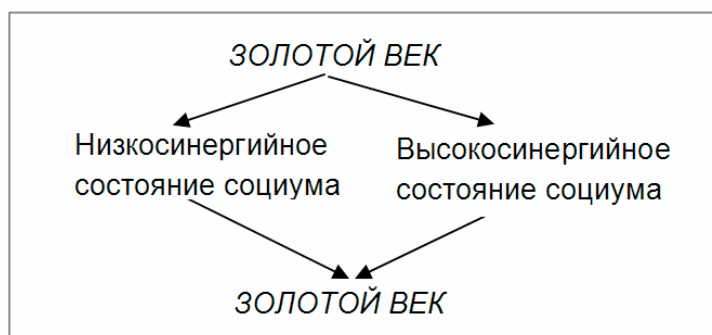 ЗОЛОТОЙ ВЕК
Низкосинергийное
состояние социума
Высокосинергийное
состояние социума
ЗОЛОТОЙ ВЕК